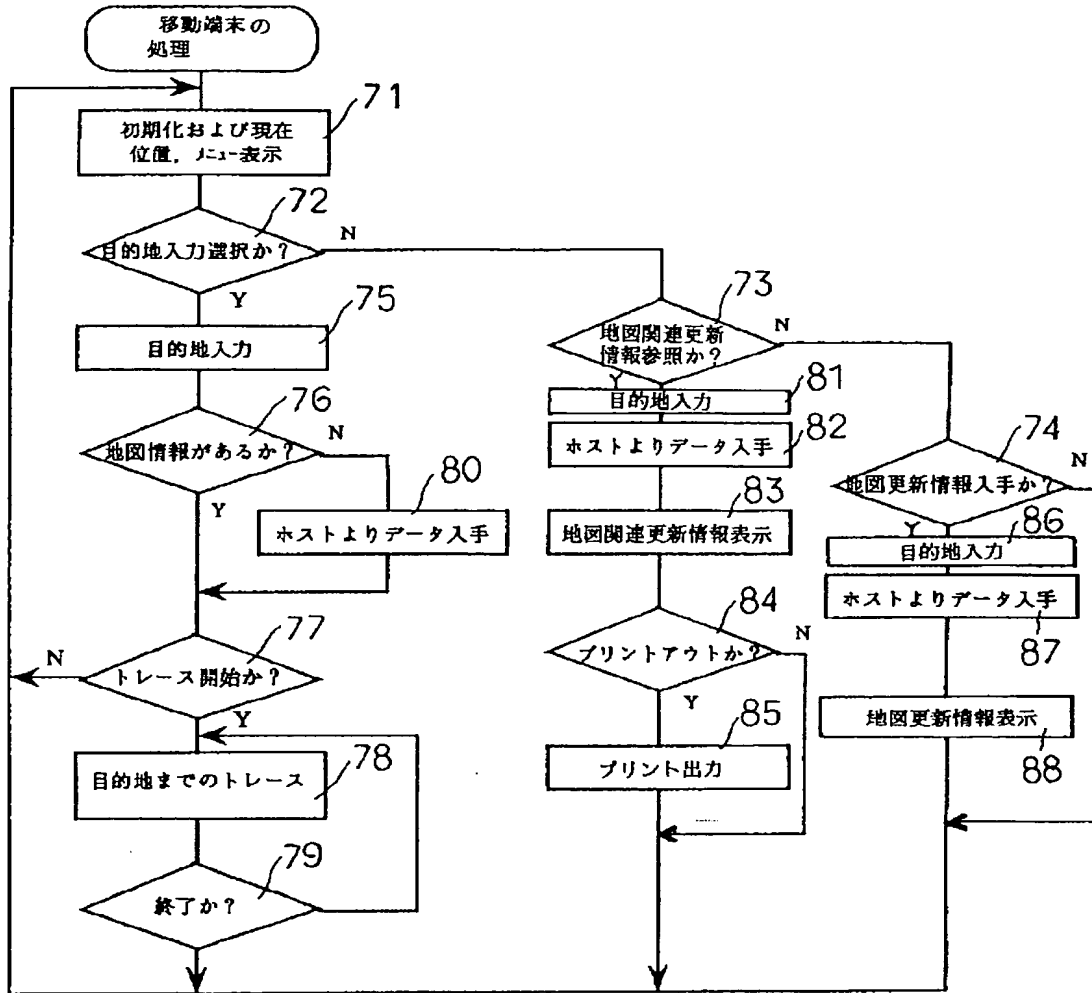 移動端末の
処理
71
初期化および現在
位置，メニュー表示
72
目的地入力選択か？
N
Y
75
目的地入力
76
地図情報があるか？
N
Y
80
ホストよりデータ入手
77
トレース開始か？
N
Y
目的地までのトレース
78
79
終了か？
73
地図関連更新
情報参照か？
N
Y
81
目的地入力
82
ホストよりデータ入手
83
地図関連更新情報表示
84
プリントアウトか？
N
Y
85
プリント出力
74
地図更新情報入手か？
N
Y
86
目的地入力
ホストよりデータ入手
87
地図更新情報表示
88